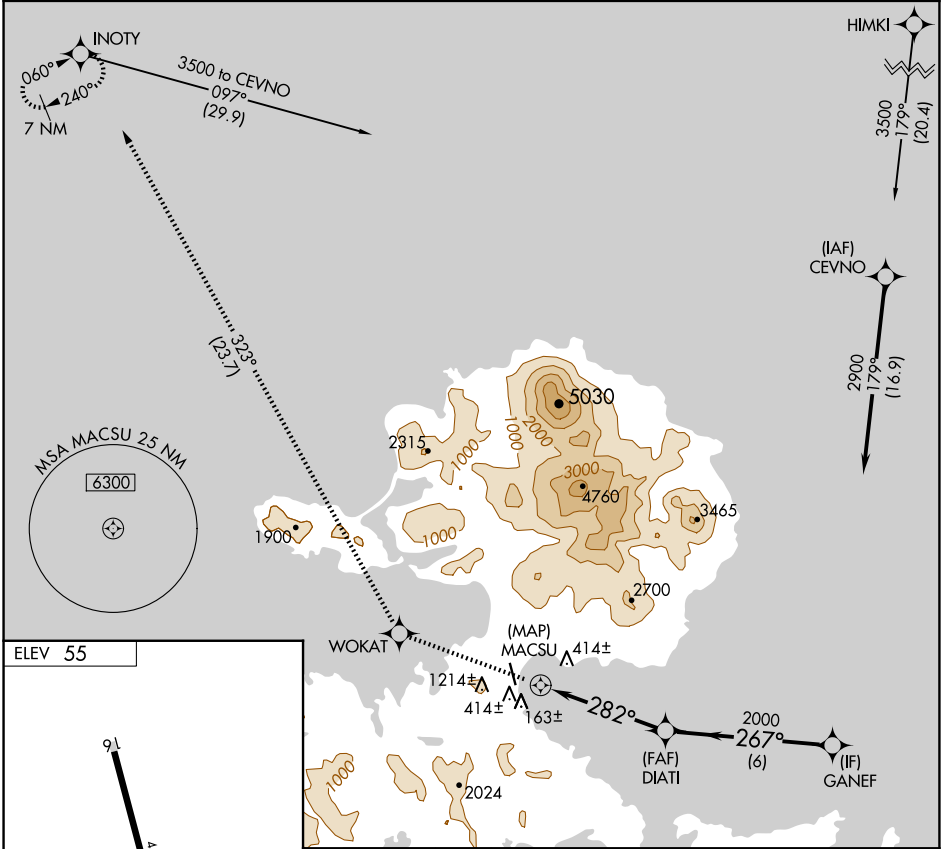 INOTY
060°
240°
7 NM
3500 to CEVNO
097°
(29.9)
HIMKI
3500
179°
(20.4)
(IAF)
CEVNO
2900
179°
(16.9)
323°
(23.7)
MSA MACSU 25 NM
6300
5030
1000
2000
2315
1000
3000
4760
3465
1900
1000
2700
WOKAT
(MAP)
MACSU
414±
1214±
414±
163±
282°
2000
267°
(6)
(FAF)
DIATI
(IF)
GANEF
ELEV 55
16
4
1000
2024